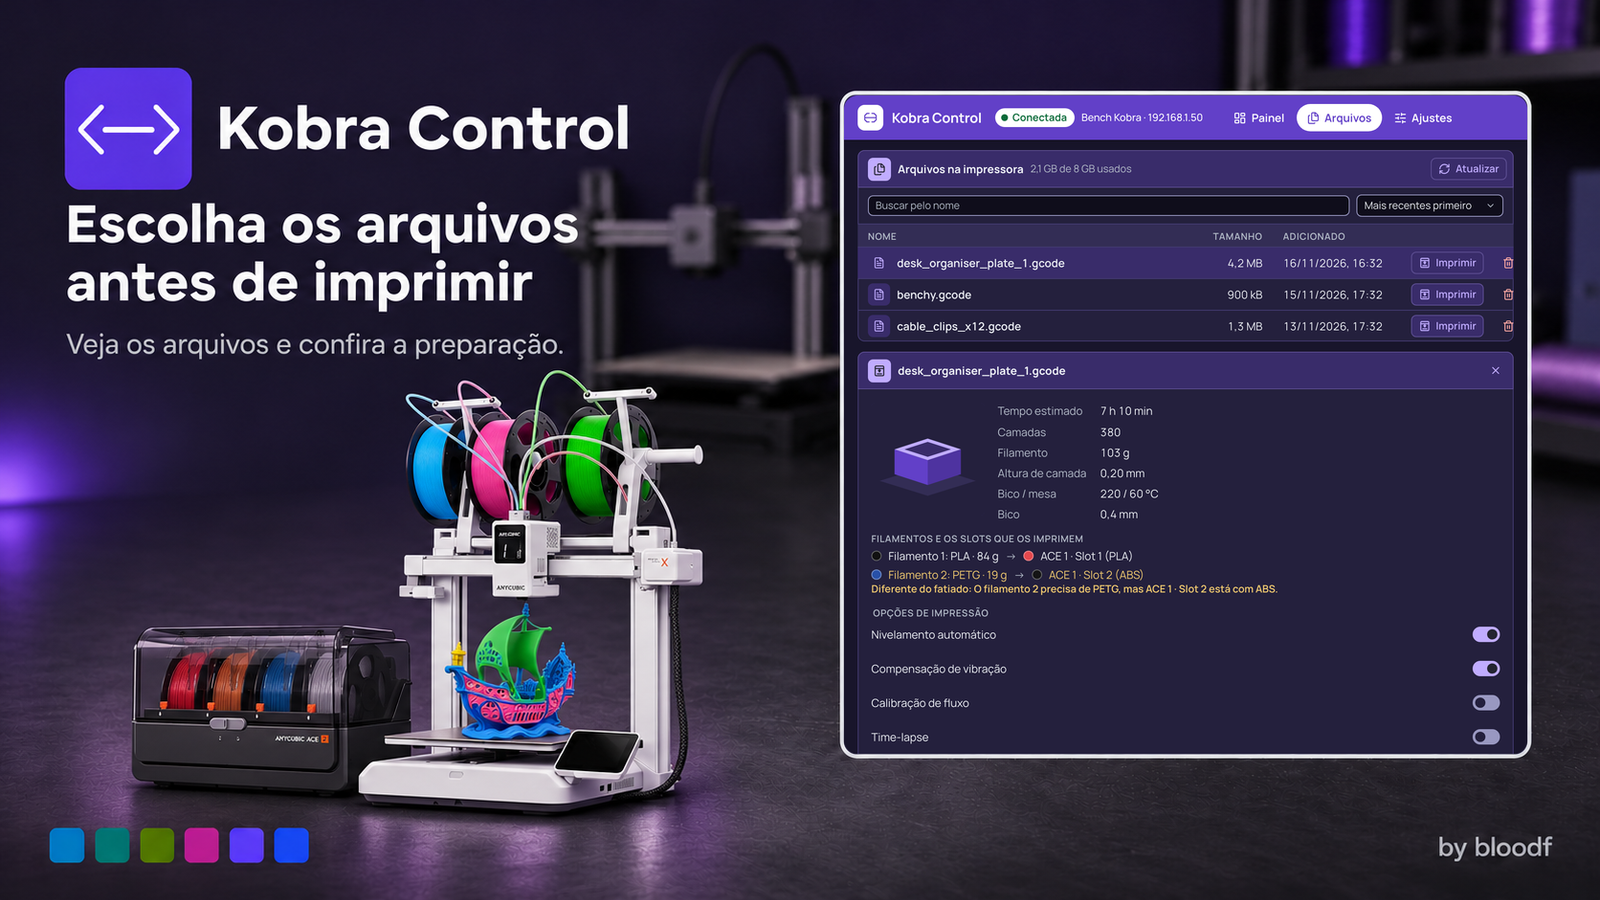 Kobra Control
Escolha os arquivos
antes de imprimir
Veja os arquivos e confira a preparação.
Kobra Control
Conectada
Bench Kobra · 192.168.1.50
Painel
Arquivos
Ajustes
Arquivos na impressora
2,1 GB de 8 GB usados
Atualizar
Buscar pelo nome
Mais recentes primeiro
NOME TAMANHO ADICIONADO
desk_organiser_plate_1.gcode 4,2 MB 16/11/2026, 16:32 Imprimir
benchy.gcode 900 kB 15/11/2026, 17:32 Imprimir
cable_clips_x12.gcode 1,3 MB 13/11/2026, 17:32 Imprimir
desk_organiser_plate_1.gcode
Tempo estimado 7 h 10 min
Camadas 380
Filamento 103 g
Altura de camada 0,20 mm
Bico / mesa 220 / 60 °C
Bico 0,4 mm
FILAMENTOS E OS SLOTS QUE OS IMPRIMEM
Filamento 1: PLA · 84 g → ACE 1 · Slot 1 (PLA)
Filamento 2: PETG · 19 g → ACE 1 · Slot 2 (ABS)
Diferente do fatiado: O filamento 2 precisa de PETG, mas ACE 1 · Slot 2 está com ABS.
OPÇÕES DE IMPRESSÃO
Nivelamento automático
Compensação de vibração
Calibração de fluxo
Time-lapse
ANYCUBIC
ANYCUBIC
X
ANYCUBIC ACE 2
by bloodf